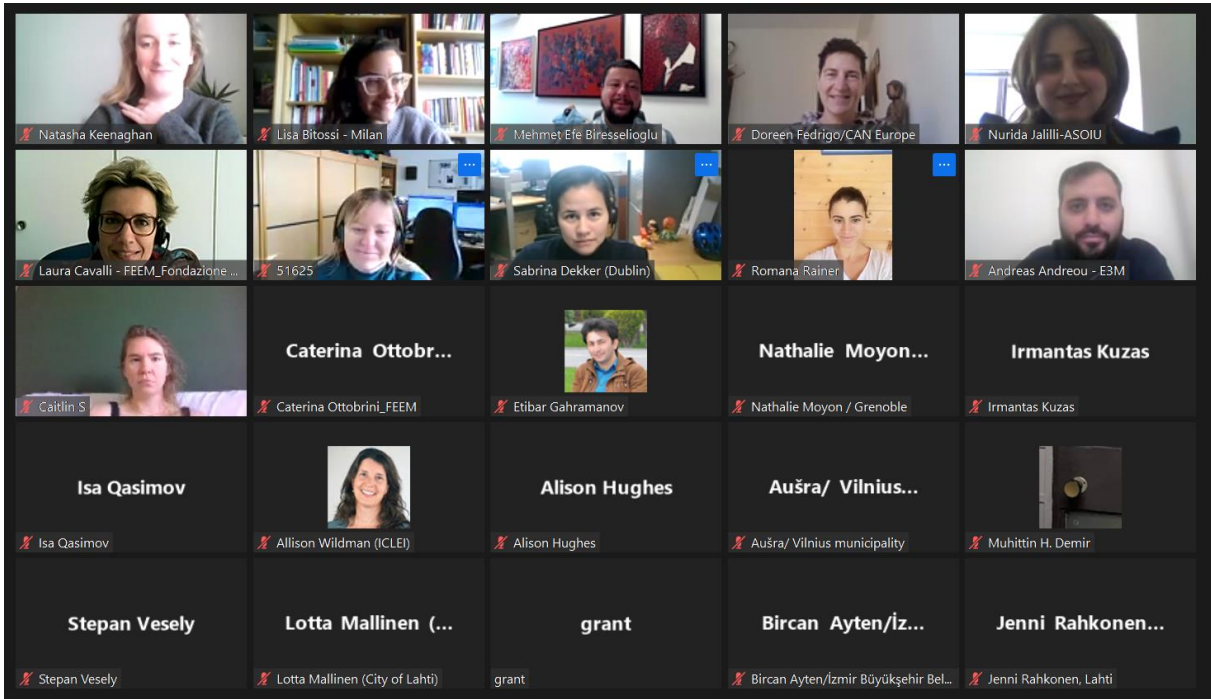 Natasha Keenaghan
Lisa Bitossi - Milan
Mehmet Efe Biresselioglu
Doreen Fedrigo/CAN Europe
Nurida Jalilli-ASOIU
Laura Cavalli - FEEM_Fondazione ...
51625
Sabrina Dekker (Dublin)
Romana Rainer
Andreas Andreou - E3M
Caitlin S
Caterina Ottobr...
Caterina Ottobrini_FEEM
Etibar Gahramanov
Nathalie Moyon...
Nathalie Moyon / Grenoble
Irmantas Kuzas
Irmantas Kuzas
Isa Qasimov
Isa Qasimov
Allison Wildman (ICLEI)
Alison Hughes
Alison Hughes
Aušra/ Vilnius...
Aušra/ Vilnius municipality
Muhittin H. Demir
Stepan Vesely
Stepan Vesely
Lotta Mallinen (...
Lotta Mallinen (City of Lahti)
grant
grant
Bircan Ayten/İz...
Bircan Ayten/İzmir Büyükşehir Bel...
Jenni Rahkonen...
Jenni Rahkonen, Lahti